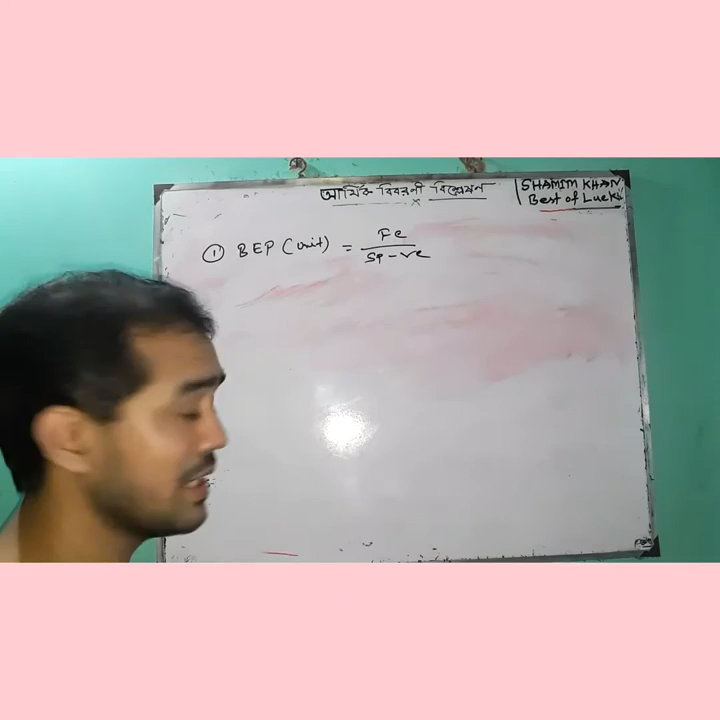 আর্থিক বিবরণী বিশ্লেষণ
SHAMIM KHAN
Best of Luck
① BEP (unit) = Fc / SP - Vc